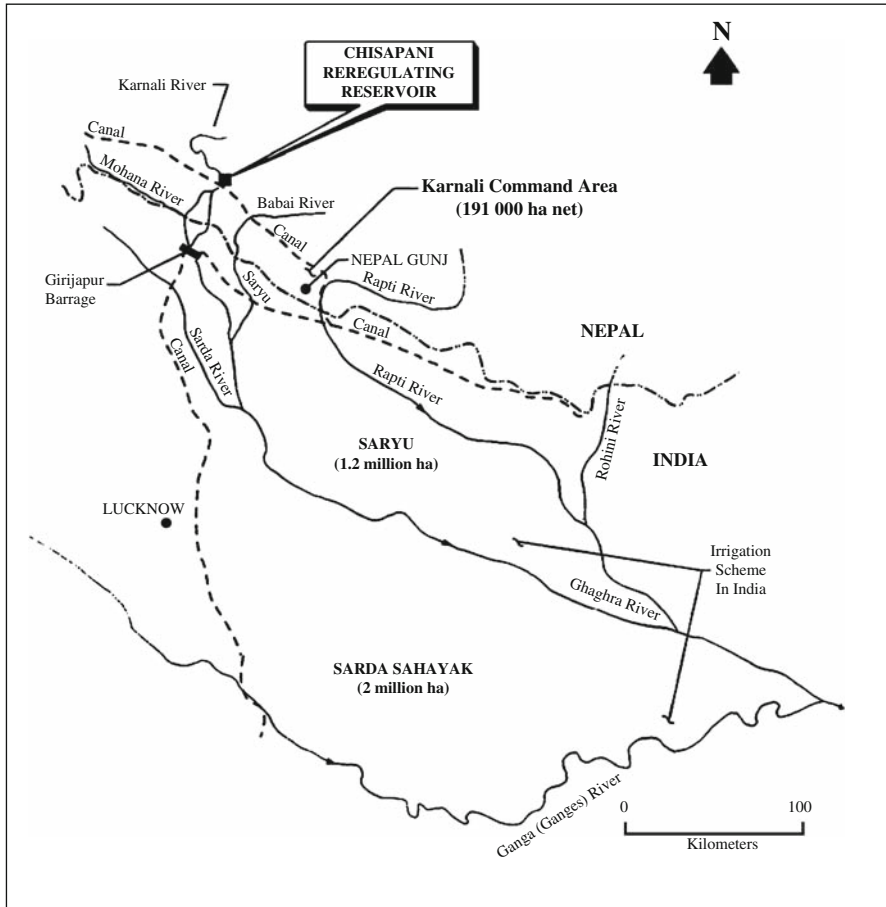 N
CHISAPANI
REREGULATING
RESERVOIR
Karnali River
Canal
Mohana River
Karnali Command Area
(191 000 ha net)
Babai River
Canal
NEPAL GUNJ
Girijapur
Barrage
Saryu
Rapti River
Canal
NEPAL
Sarda River
Canal
Rapti River
Rohini River
SARYU
(1.2 million ha)
INDIA
LUCKNOW
Irrigation
Scheme
In India
Ghaghra River
SARDA SAHAYAK
(2 million ha)
Ganga (Ganges) River
0 100
Kilometers